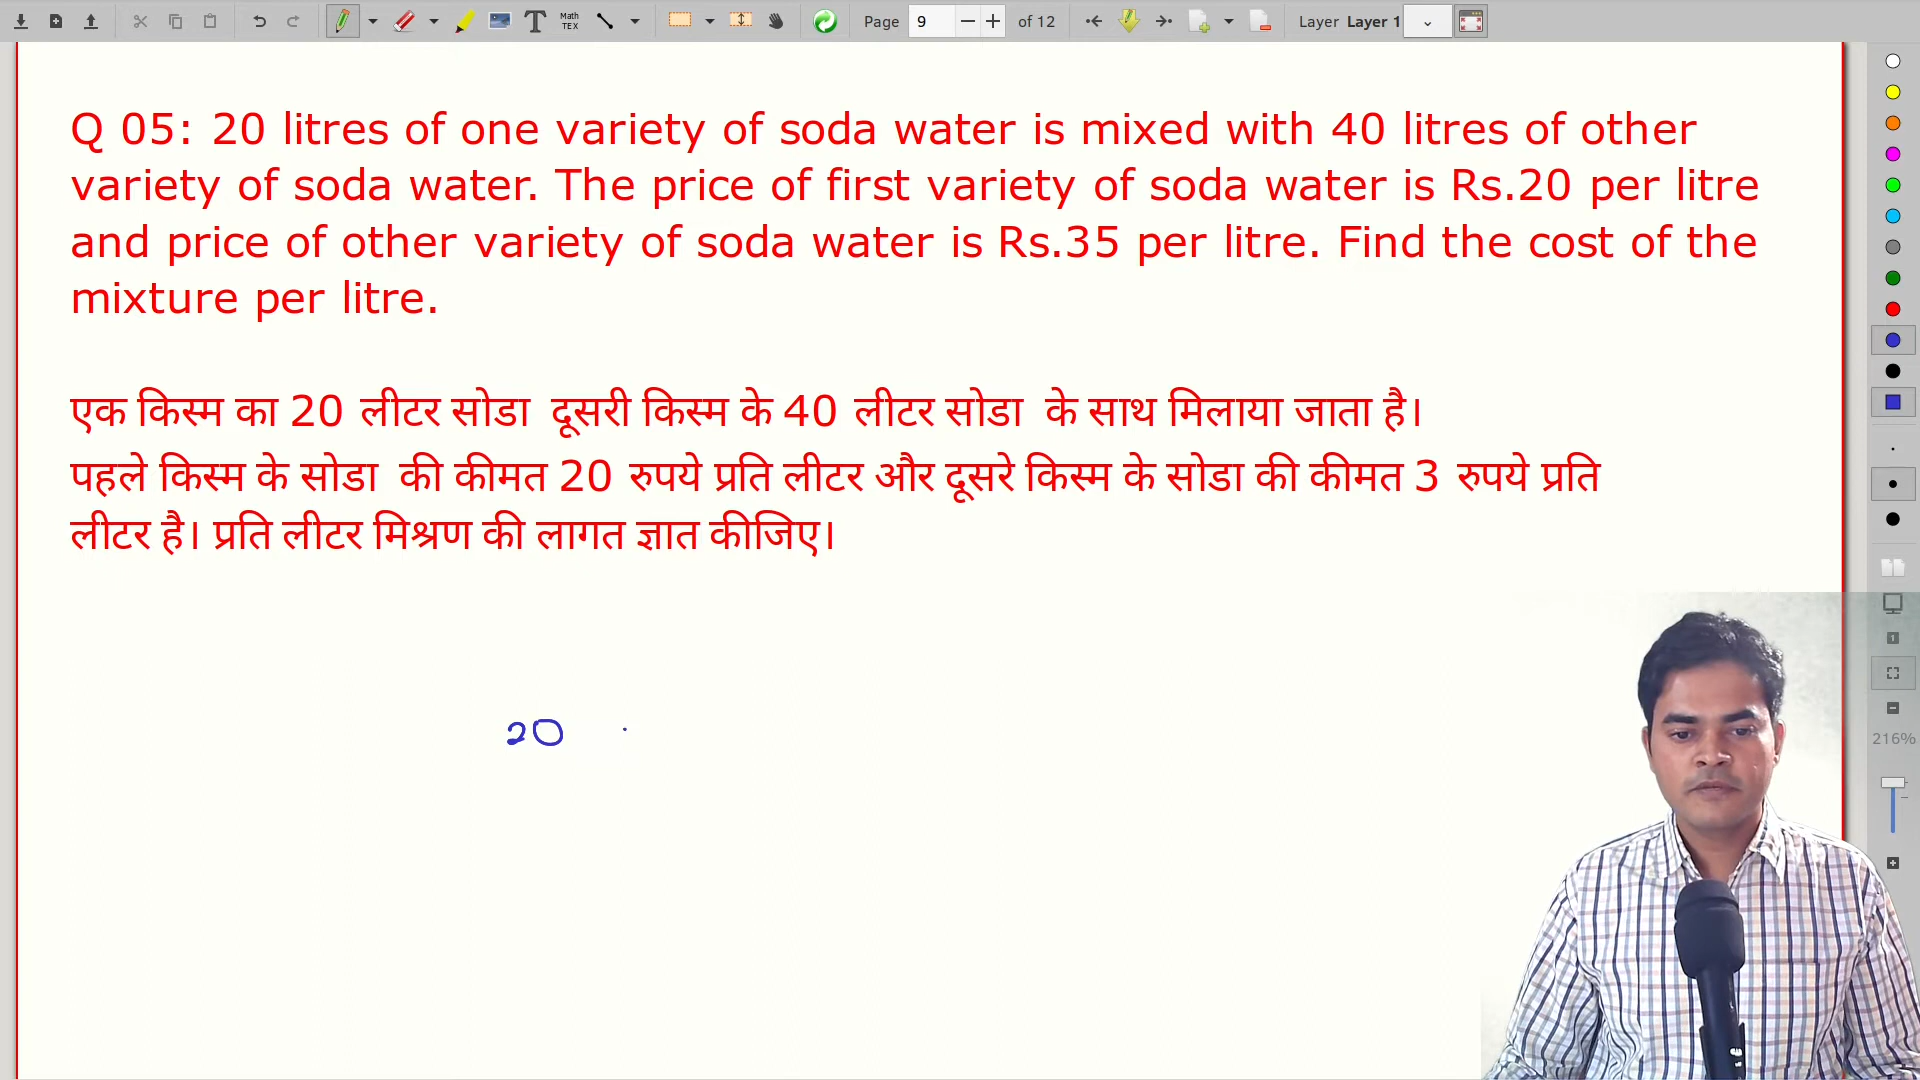 Page 9 of 12 Layer Layer 1
Math
TEX
Q 05: 20 litres of one variety of soda water is mixed with 40 litres of other
variety of soda water. The price of first variety of soda water is Rs.20 per litre
and price of other variety of soda water is Rs.35 per litre. Find the cost of the
mixture per litre.
एक किस्म का 20 लीटर सोडा दूसरी किस्म के 40 लीटर सोडा के साथ मिलाया जाता है।
पहले किस्म के सोडा की कीमत 20 रुपये प्रति लीटर और दूसरे किस्म के सोडा की कीमत 3 रुपये प्रति
लीटर है। प्रति लीटर मिश्रण की लागत ज्ञात कीजिए।
20
1
216%